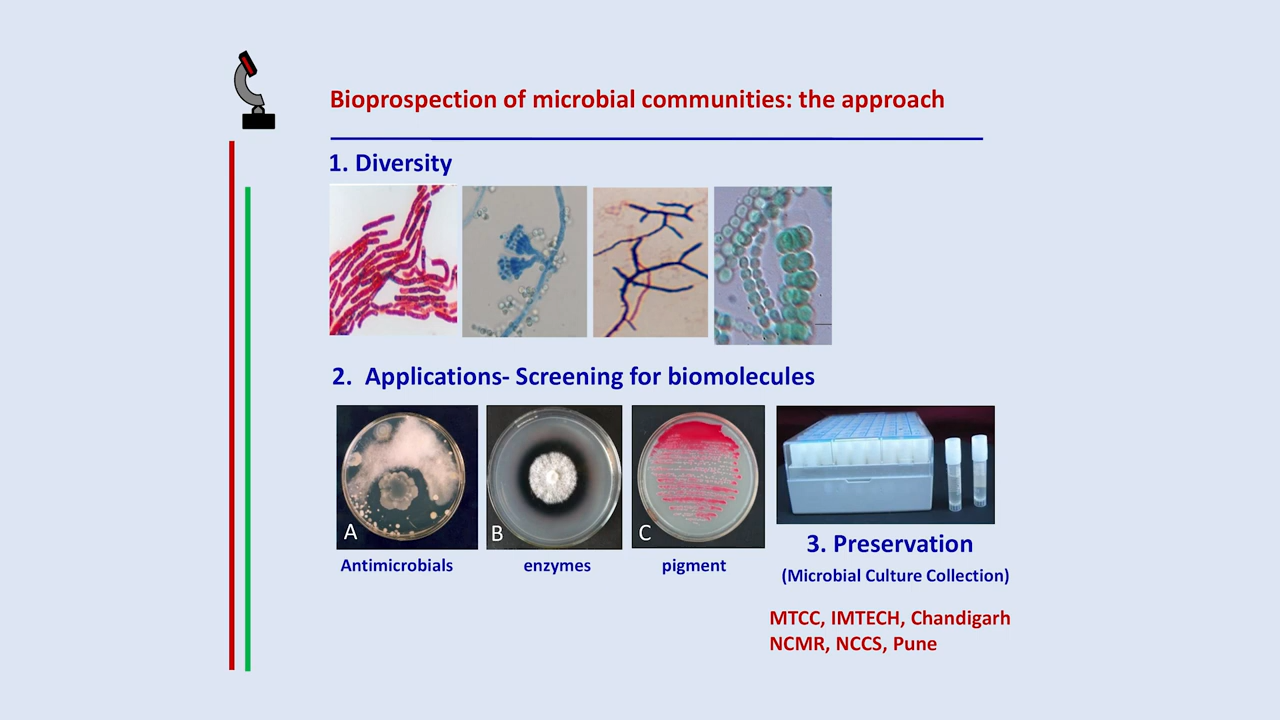 Bioprospection of microbial communities: the approach
1. Diversity
2. Applications- Screening for biomolecules
A
B
C
Antimicrobials
enzymes
pigment
3. Preservation
(Microbial Culture Collection)
MTCC, IMTECH, Chandigarh
NCMR, NCCS, Pune